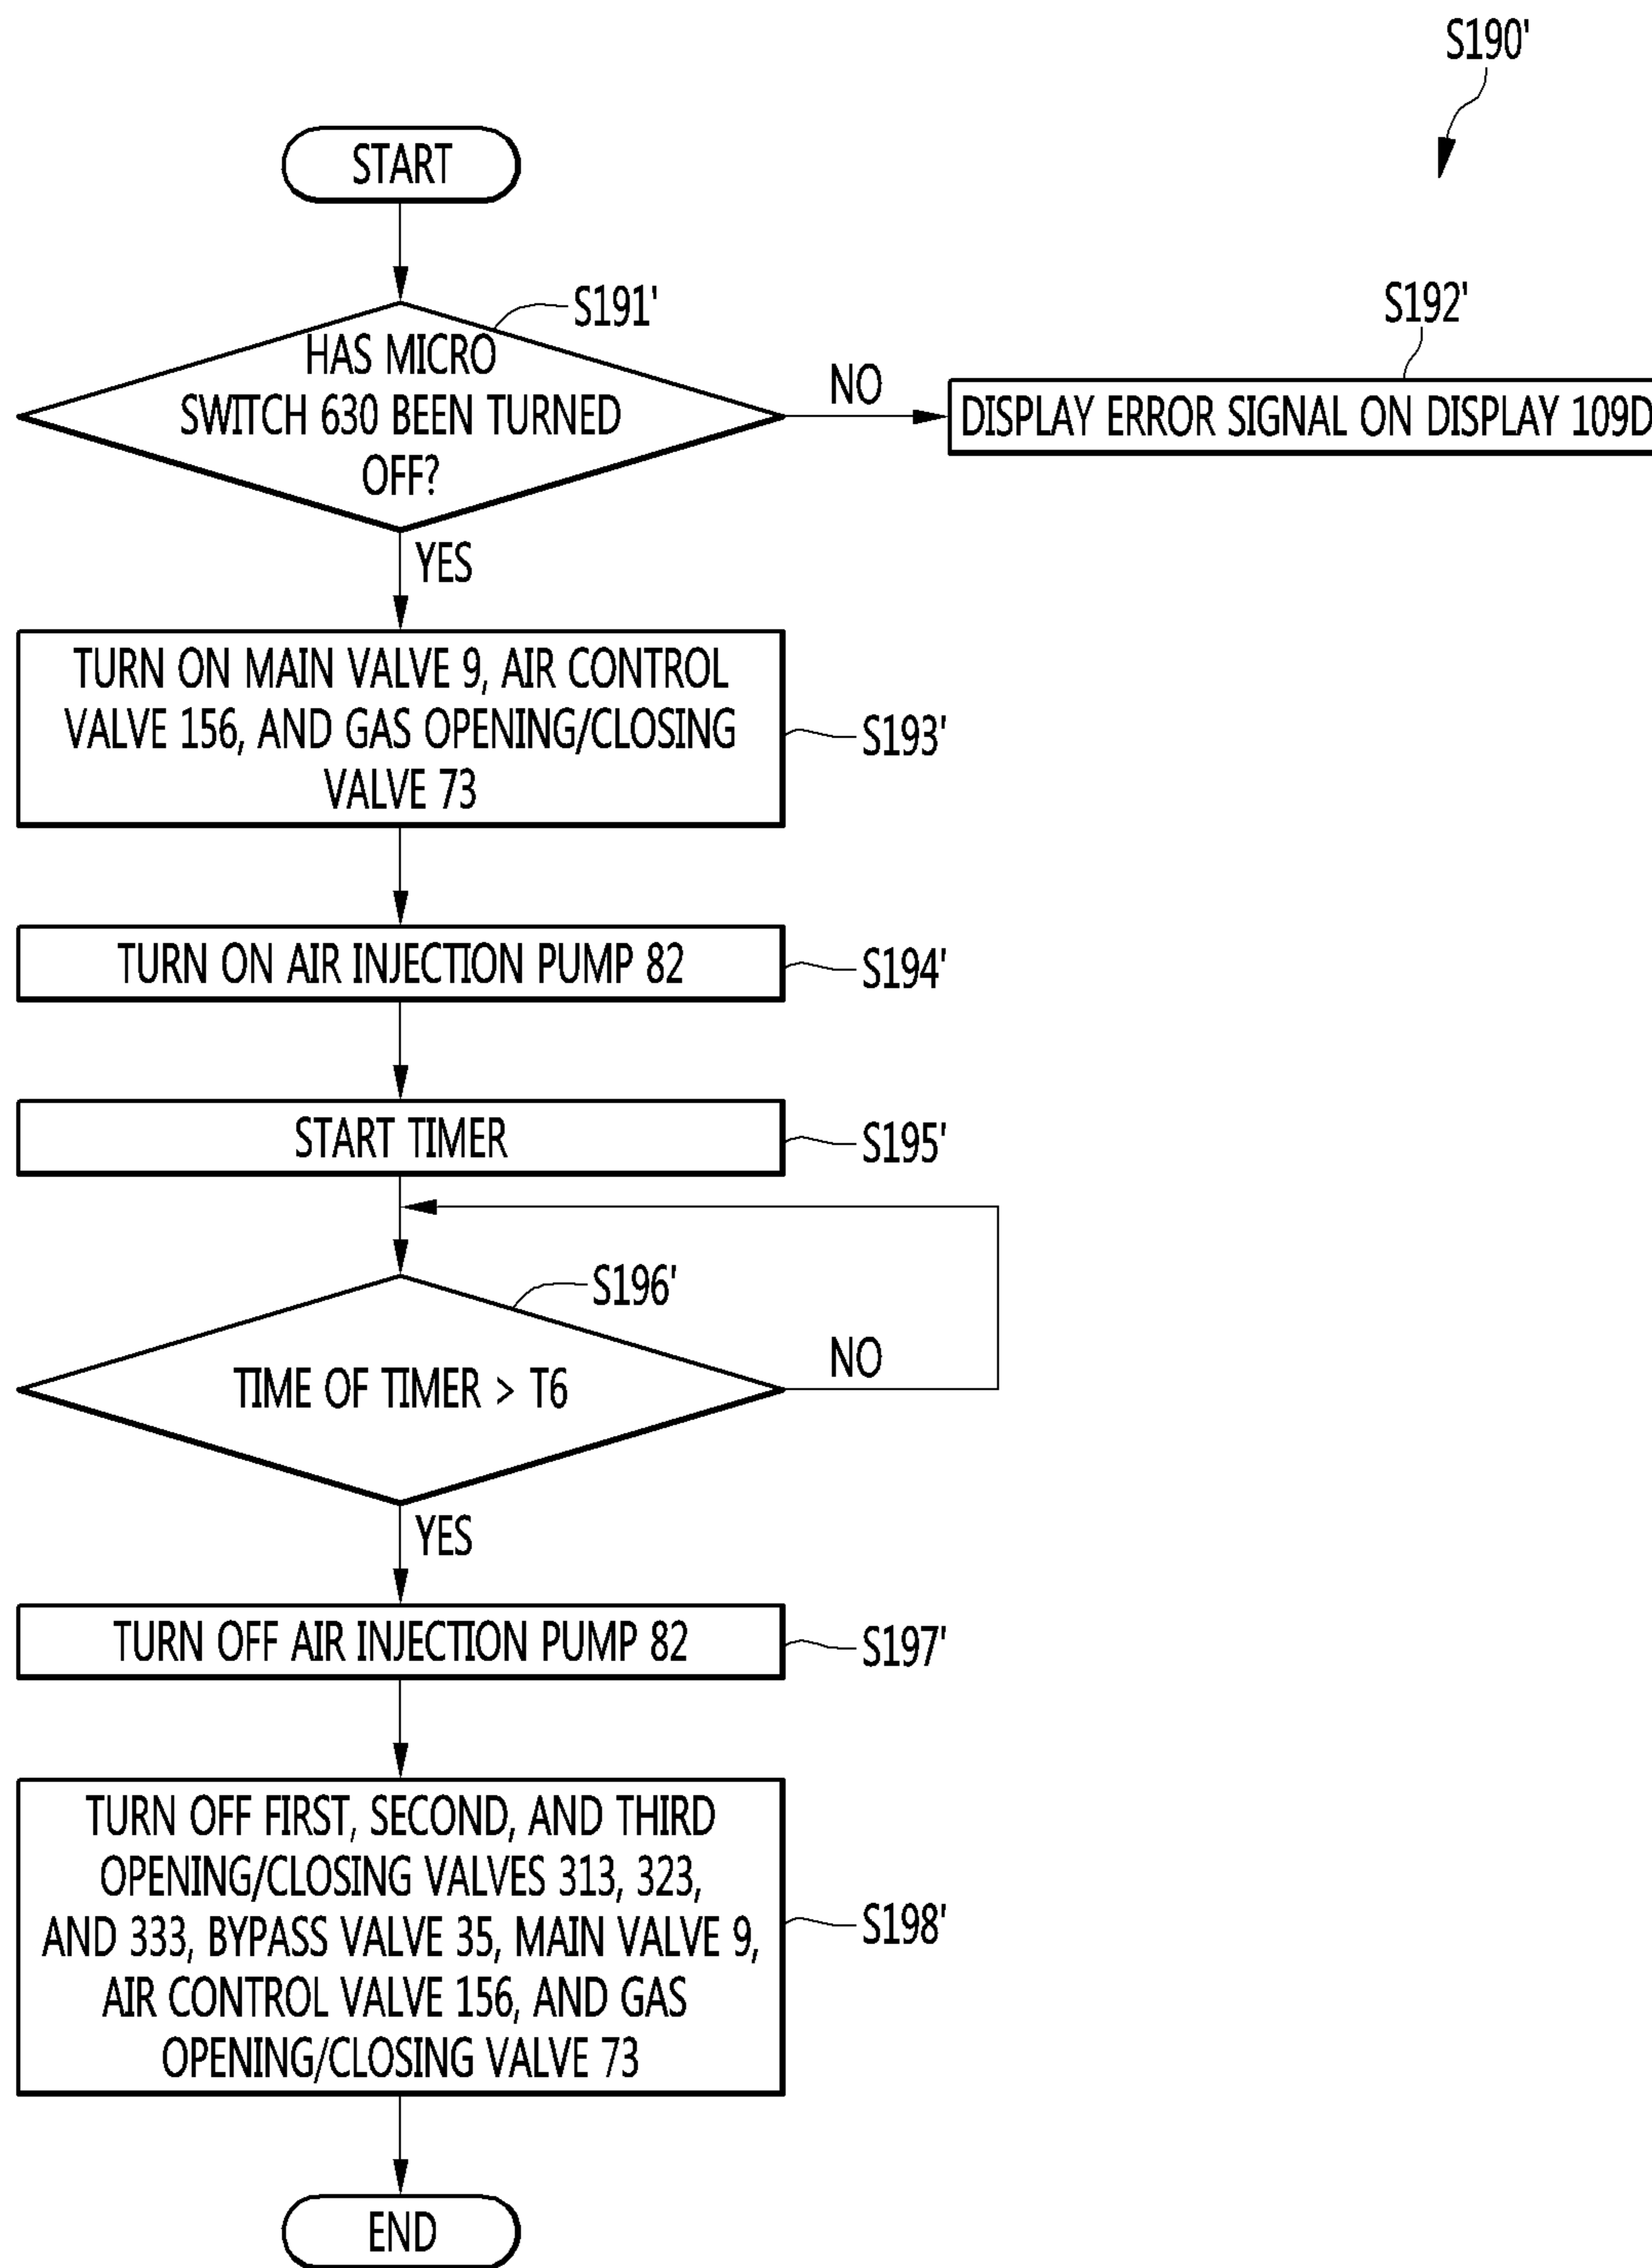 S190'
START
S191'
HAS MICRO
SWITCH 630 BEEN TURNED
OFF?
NO
S192'
DISPLAY ERROR SIGNAL ON DISPLAY 109D
YES
TURN ON MAIN VALVE 9, AIR CONTROL
VALVE 156, AND GAS OPENING/CLOSING
VALVE 73
S193'
TURN ON AIR INJECTION PUMP 82
S194'
START TIMER
S195'
S196'
TIME OF TIMER > T6
NO
YES
TURN OFF AIR INJECTION PUMP 82
S197'
TURN OFF FIRST, SECOND, AND THIRD
OPENING/CLOSING VALVES 313, 323,
AND 333, BYPASS VALVE 35, MAIN VALVE 9,
AIR CONTROL VALVE 156, AND GAS
OPENING/CLOSING VALVE 73
S198'
END